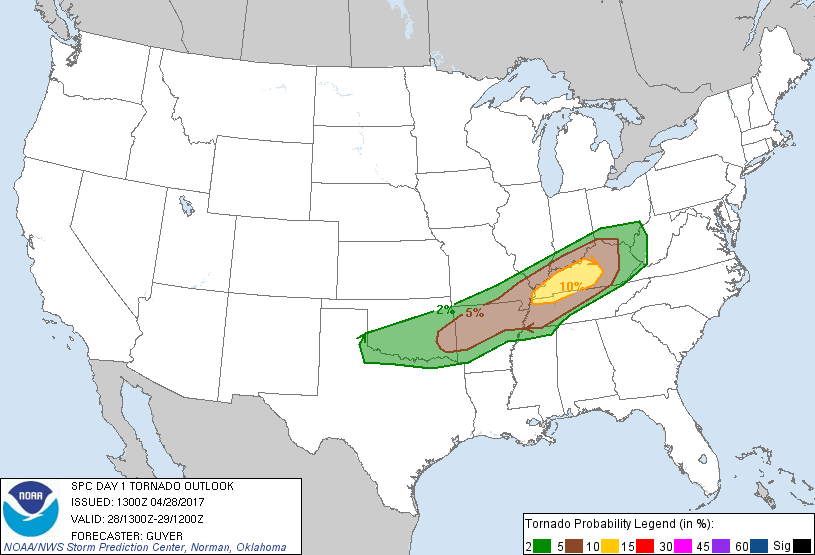 2%
5%
10%
NOAA
SPC DAY 1 TORNADO OUTLOOK
ISSUED: 1300Z 04/28/2017
VALID: 28/1300Z-29/1200Z
FORECASTER: GUYER
NOAA/NWS Storm Prediction Center, Norman, Oklahoma
Tornado Probability Legend (in %):
2 5 10 15 30 45 60 Sig